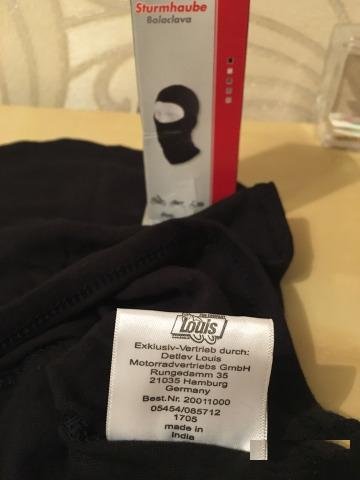 Sturmhaube
Balaclava
Louis
Exklusiv-Vertrieb durch:
Detlev Louis
Motorradvertriebs GmbH
Rungedamm 35
21035 Hamburg
Germany
Best.Nr. 20011000
05454/085712
1705
made in
India